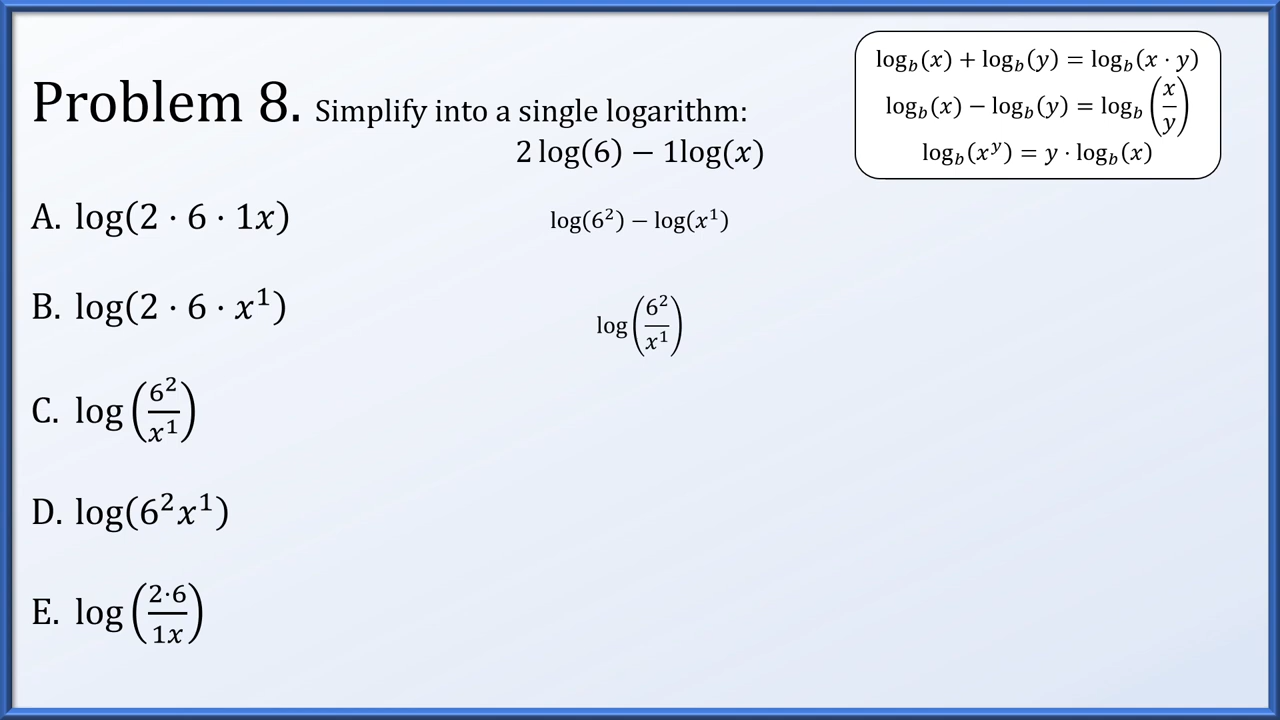 Problem 8. Simplify into a single logarithm:
2 log(6) − 1log(x)
log_b(x) + log_b(y) = log_b(x · y)
log_b(x) − log_b(y) = log_b(x/y)
log_b(x^y) = y · log_b(x)
A. log(2 · 6 · 1x)
log(6²) − log(x¹)
B. log(2 · 6 · x¹)
log(6²/x¹)
C. log(6²/x¹)
D. log(6²x¹)
E. log(2·6/1x)